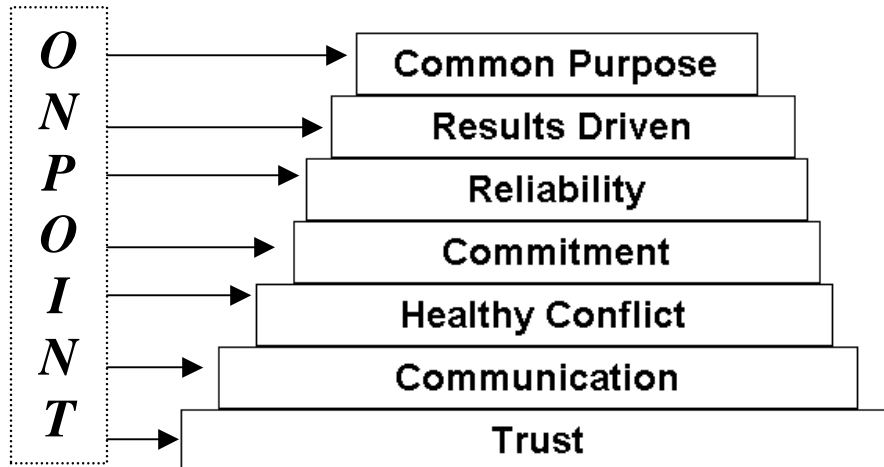 O
N
P
O
I
N
T
Common Purpose
Results Driven
Reliability
Commitment
Healthy Conflict
Communication
Trust